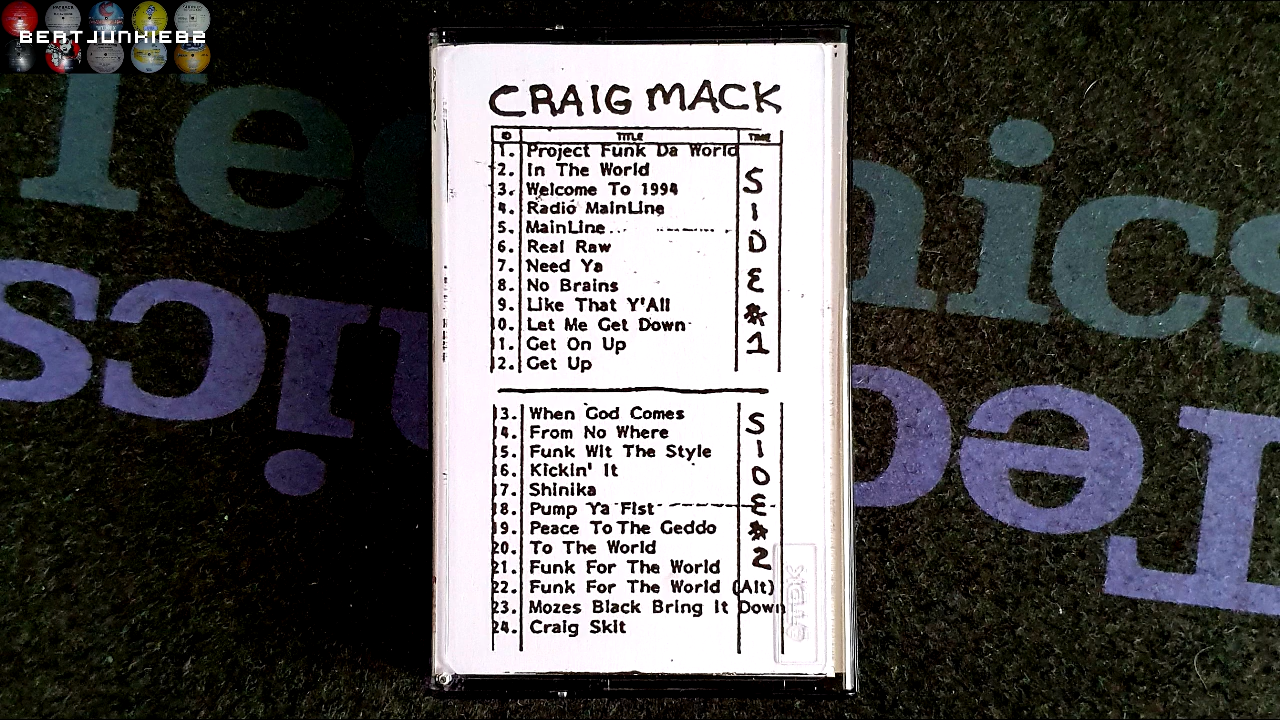 BEATJUNKIE82
CRAIG MACK
ID TITLE TIME
1. Project Funk Da World
2. In The World
3. Welcome To 1994
4. Radio MainLine
5. MainLine
6. Real Raw
7. Need Ya
8. No Brains
9. Like That Y'All
10. Let Me Get Down
11. Get On Up
12. Get Up
SIDE #1
13. When God Comes
14. From No Where
15. Funk Wit The Style
16. Kickin' It
17. Shinika
18. Pump Ya Fist
19. Peace To The Geddo
20. To The World
21. Funk For The World
22. Funk For The World (Alt)
23. Mozes Black Bring It Down
24. Craig Skit
SIDE #2
TDK
Technics
Technics